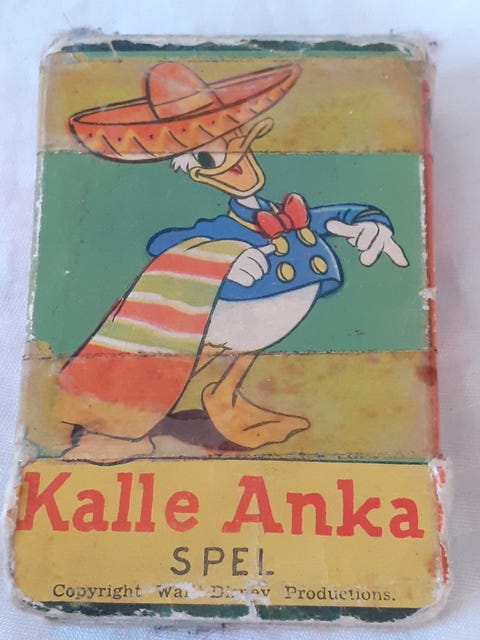 Kalle Anka
SPEL
Copyright Walt Disney Productions.